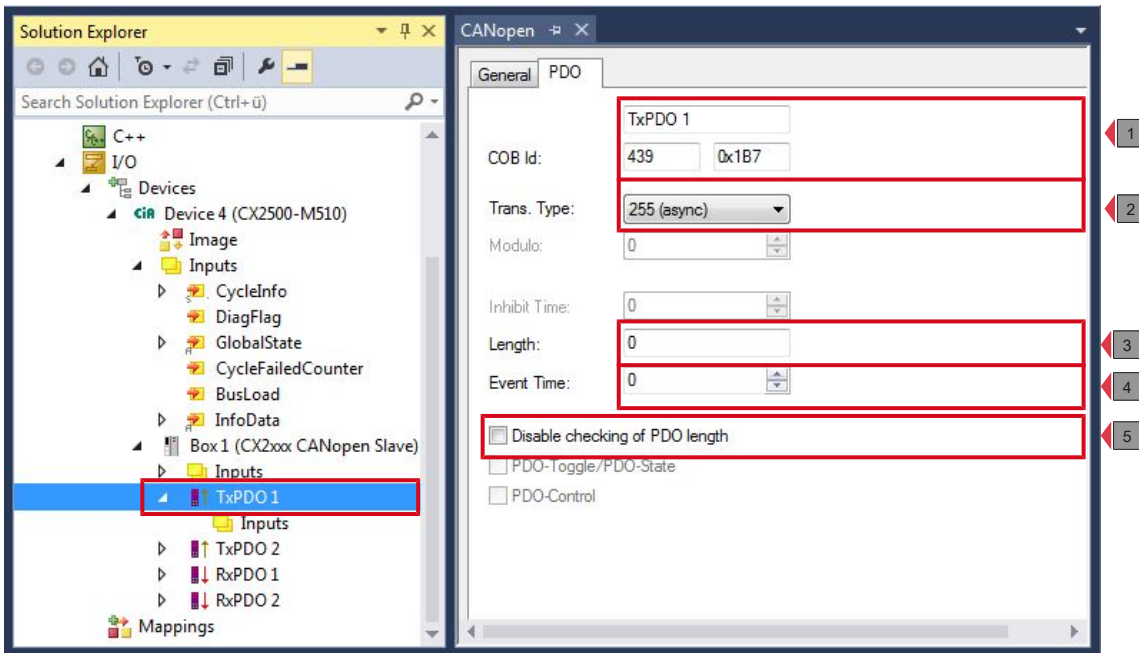 Solution Explorer
Search Solution Explorer (Ctrl+ü)
C++
I/O
Devices
CiA Device 4 (CX2500-M510)
Image
Inputs
CycleInfo
DiagFlag
GlobalState
CycleFailedCounter
BusLoad
InfoData
Box 1 (CX2xxx CANopen Slave)
Inputs
TxPDO 1
Inputs
TxPDO 2
RxPDO 1
RxPDO 2
Mappings
CANopen
General PDO
TxPDO 1
COB Id: 439 0x1B7
1
Trans. Type: 255 (async)
2
Modulo: 0
Inhibit Time: 0
Length: 0
3
Event Time: 0
4
Disable checking of PDO length
5
PDO-Toggle/PDO-State
PDO-Control